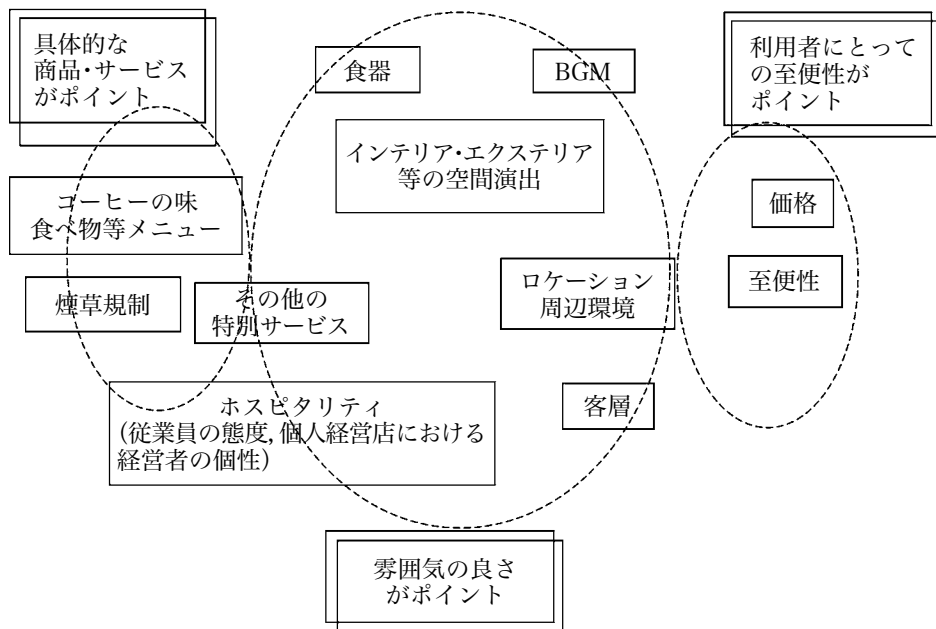 具体的な
商品・サービス
がポイント
食器
BGM
利用者にとって
の至便性が
ポイント
インテリア・エクステリア
等の空間演出
コーヒーの味
食べ物等メニュー
価格
煙草規制
その他の
特別サービス
ロケーション
周辺環境
至便性
ホスピタリティ
(従業員の態度, 個人経営店における
経営者の個性)
客層
雰囲気の良さ
がポイント